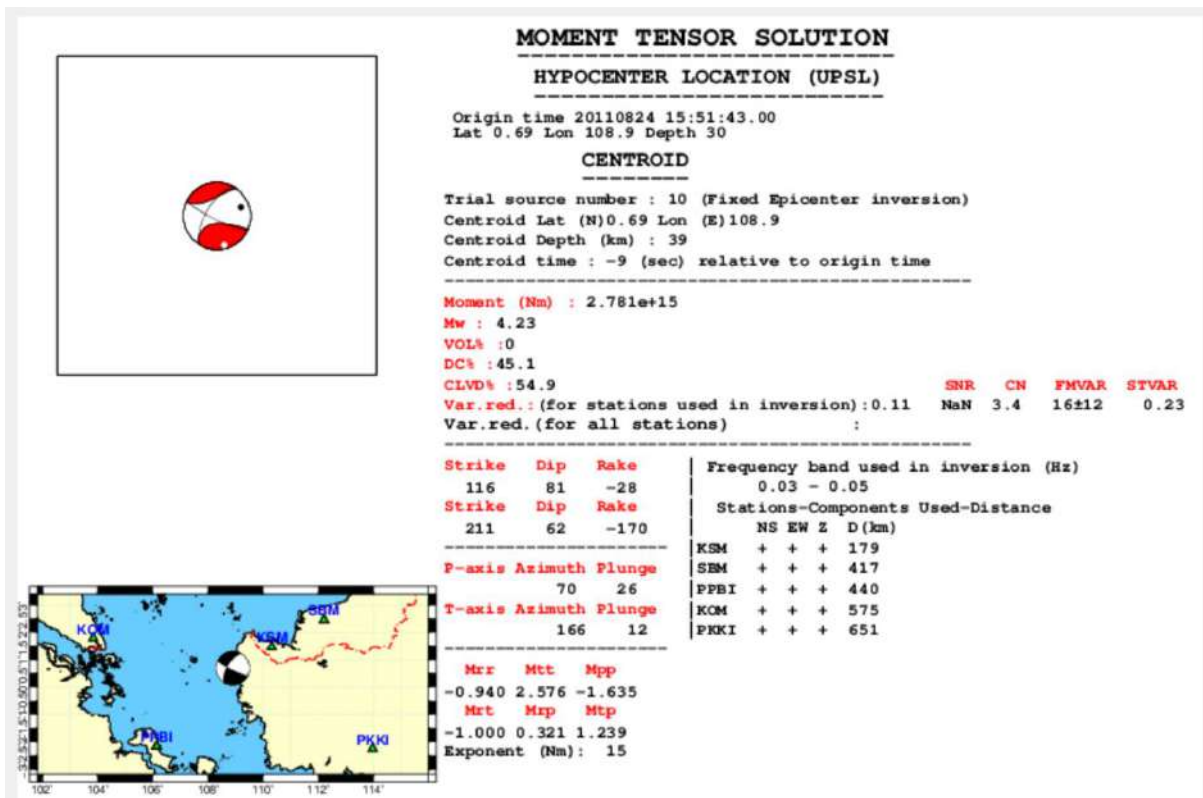 MOMENT TENSOR SOLUTION
HYPOCENTER LOCATION (UPSL)
Origin time 20110824 15:51:43.00
Lat 0.69 Lon 108.9 Depth 30
CENTROID
Trial source number : 10 (Fixed Epicenter inversion)
Centroid Lat (N)0.69 Lon (E)108.9
Centroid Depth (km) : 39
Centroid time : -9 (sec) relative to origin time
Moment (Nm) : 2.781e+15
Mw : 4.23
VOL% :0
DC% :45.1
CLVD% :54.9 SNR CN FMVAR STVAR
Var.red.:(for stations used in inversion):0.11 NaN 3.4 16±12 0.23
Var.red.(for all stations) :
Strike Dip Rake
116 81 -28
Strike Dip Rake
211 62 -170
P-axis Azimuth Plunge
70 26
T-axis Azimuth Plunge
166 12
Mrr Mtt Mpp
-0.940 2.576 -1.635
Mrt Mrp Mtp
-1.000 0.321 1.239
Exponent (Nm): 15
Frequency band used in inversion (Hz)
0.03 - 0.05
Stations-Components Used-Distance
NS EW Z D(km)
KSM + + + 179
SBM + + + 417
PPBI + + + 440
KOM + + + 575
PKKI + + + 651
SBM
KOM
KSM
PPBI
PKKI
102° 104° 106° 108° 110° 112° 114°